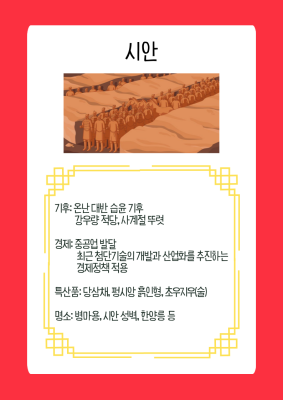 시안
기후: 온난 대반 습윤 기후
강우량 적당, 사계절 뚜렷
경제: 중공업 발달
최근 첨단기술의 개발과 산업화를 추진하는
경제정책 적용
특산품: 당삼채, 펑시앙 흙인형, 초우지우(술)
명소: 병마용, 시안 성벽, 한양릉 등